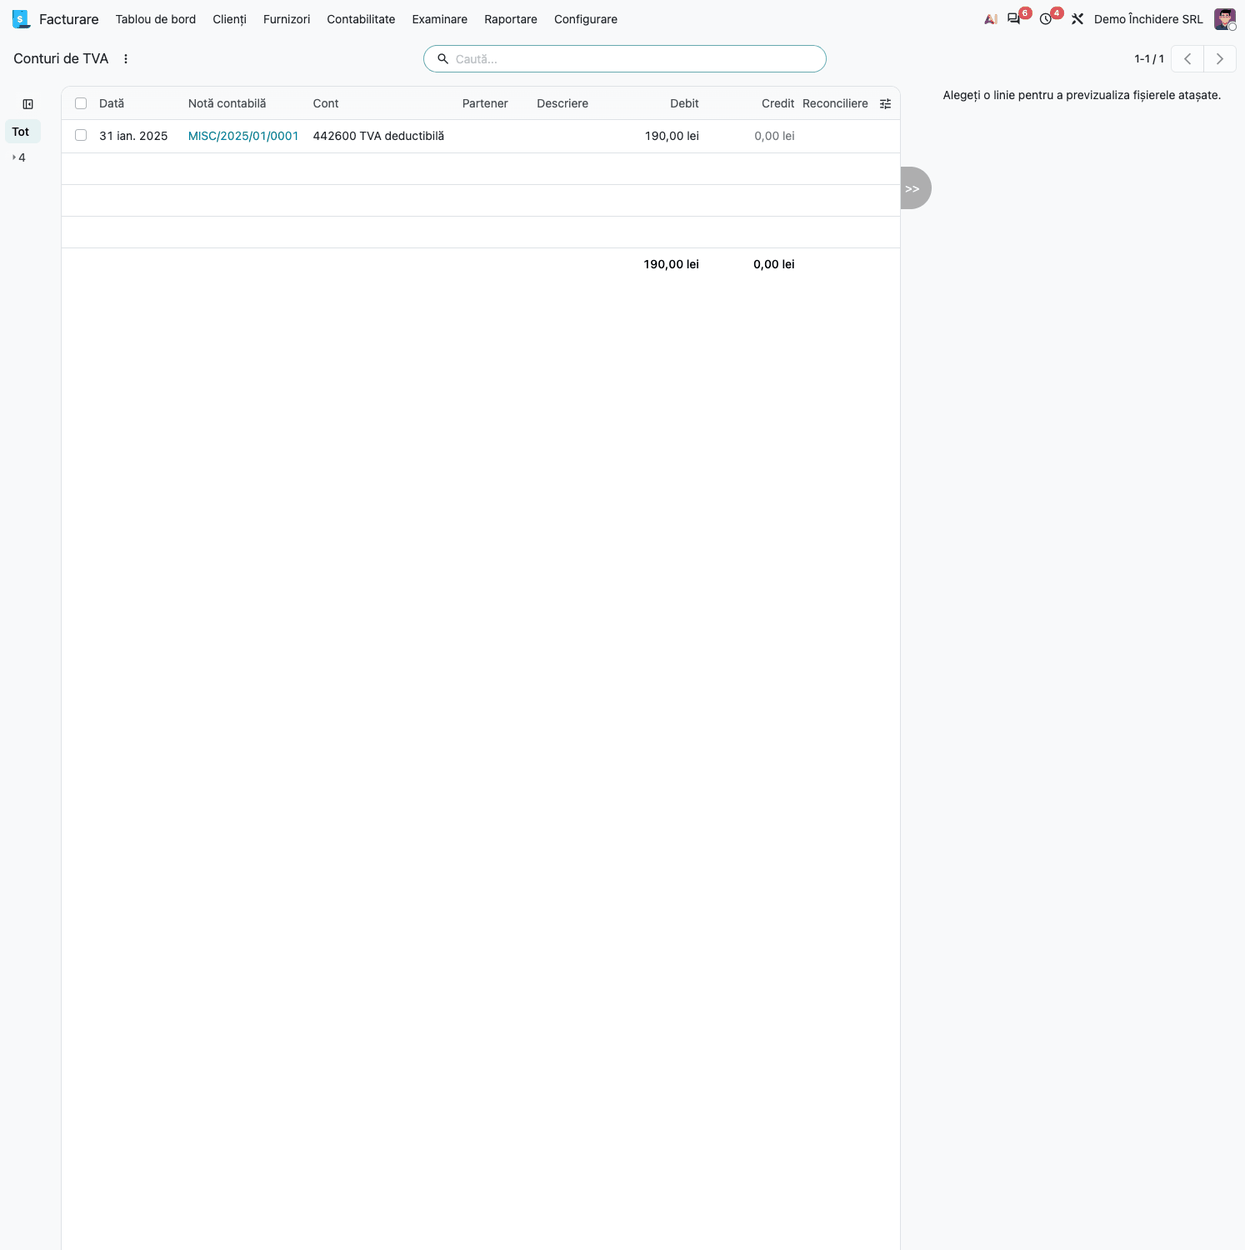 Facturare Tablou de bord Clienți Furnizori Contabilitate Examinare Raportare Configurare AI 6 4 Demo Închidere SRL
Conturi de TVA Caută... 1-1 / 1
Dată Notă contabilă Cont Partener Descriere Debit Credit Reconciliere
Alegeți o linie pentru a previzualiza fișierele atașate.
Tot
31 ian. 2025 MISC/2025/01/0001 442600 TVA deductibilă 190,00 lei 0,00 lei
4
>>
190,00 lei 0,00 lei